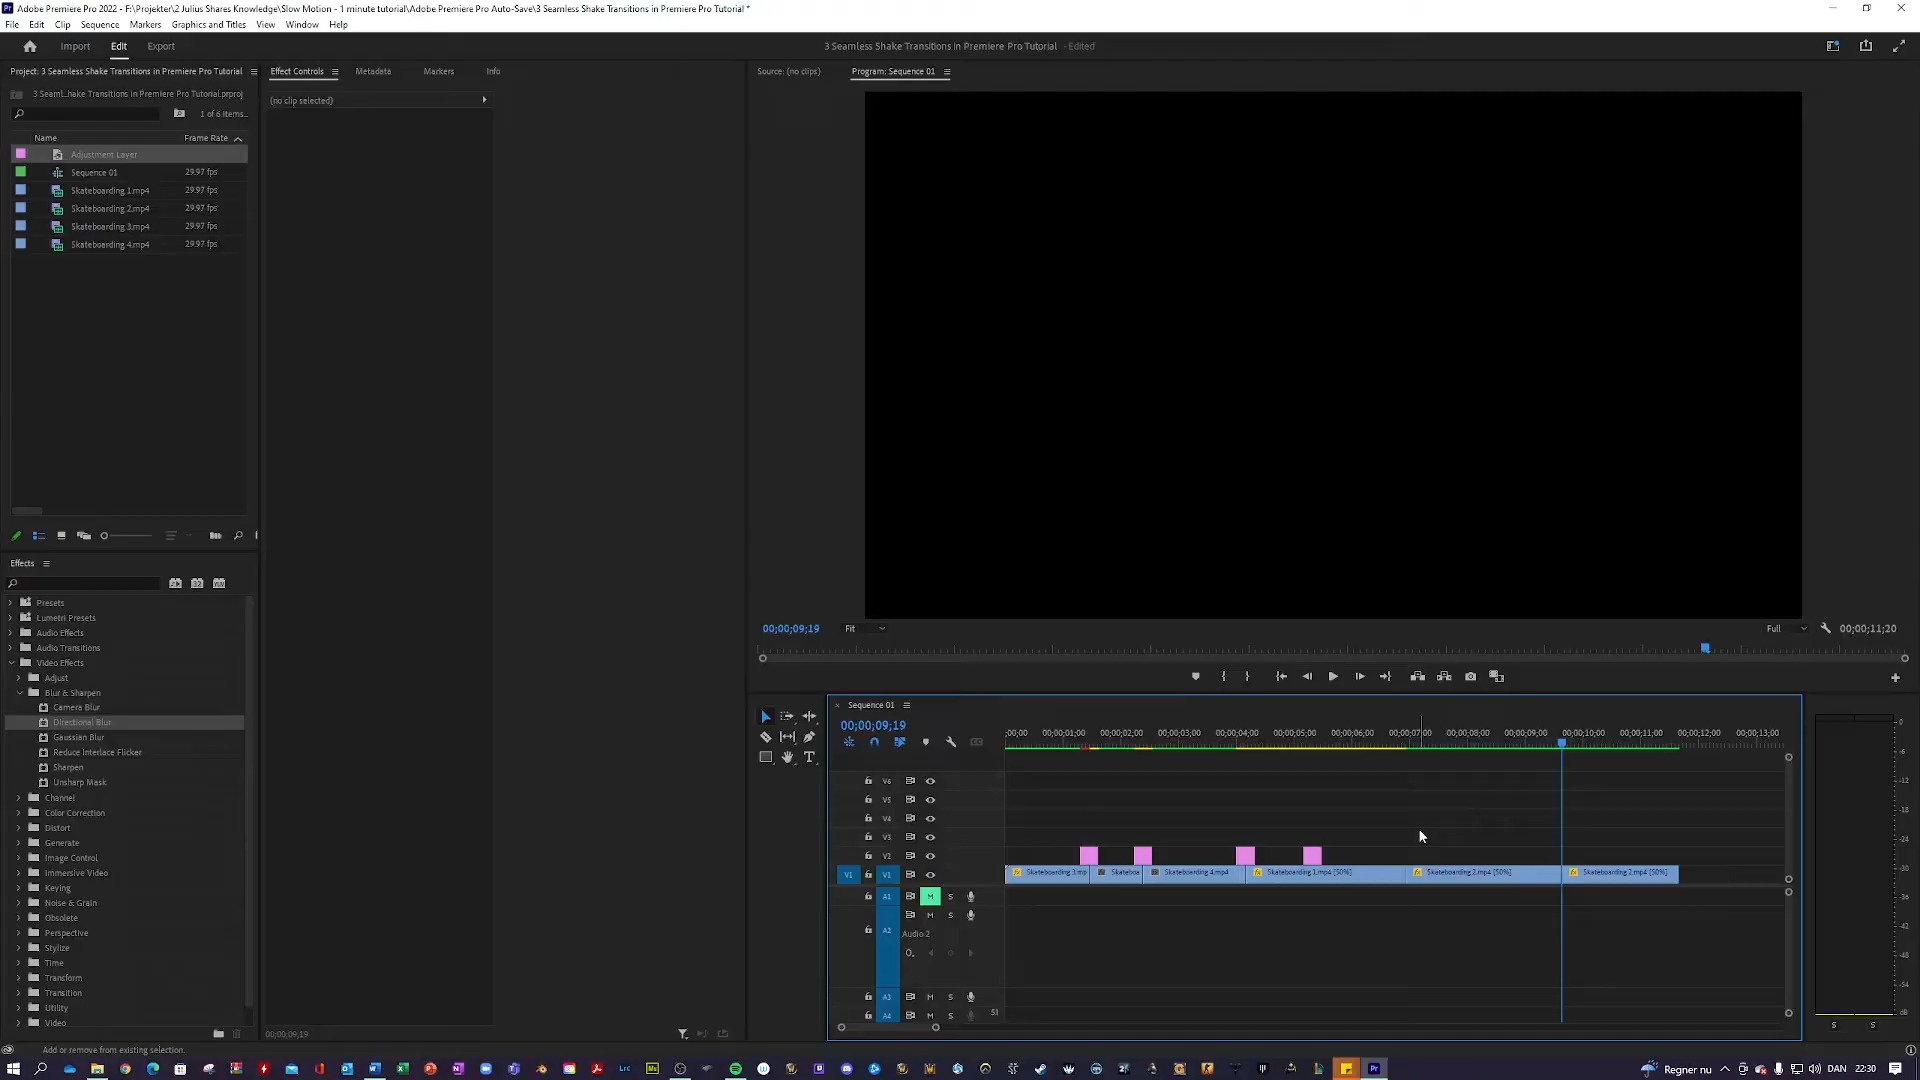 Adobe Premiere Pro 2022 - F:\Projekter\2 Julius Shares Knowledge\Slow Motion - 1 minute tutorial\Adobe Premiere Pro Auto-Save\3 Seamless Shake Transitions in Premiere Pro Tutorial *
File Edit Clip Sequence Markers Graphics and Titles View Window Help
Import Edit Export
3 Seamless Shake Transitions in Premiere Pro Tutorial - Edited
Project: 3 Seamless Shake Transitions in Premiere Pro Tutorial
Effect Controls Metadata Markers Info
Source: (no clips) Program: Sequence 01
3 SeamL..hake Transitions in Premiere Pro Tutorial.prproj
(no clip selected)
1 of 6 items...
Name Frame Rate
Adjustment Layer
Sequence 01 29.97 fps
Skateboarding 1.mp4 29.97 fps
Skateboarding 2.mp4 29.97 fps
Skateboarding 3.mp4 29.97 fps
Skateboarding 4.mp4 29.97 fps
Effects
Presets
Lumetri Presets
Audio Effects
Audio Transitions
Video Effects
Adjust
Blur & Sharpen
Camera Blur
Directional Blur
Gaussian Blur
Reduce Interlace Flicker
Sharpen
Unsharp Mask
Channel
Color Correction
Distort
Generate
Image Control
Immersive Video
Keying
Noise & Grain
Obsolete
Perspective
Stylize
Time
Transform
Transition
Utility
Video
00;00;09;19
00;00;09;19 Fit Full 00;00;11;20
Sequence 01
00;00;09;19
;00;00 00;00;01;00 00;00;02;00 00;00;03;00 00;00;04;00 00;00;05;00 00;00;06;00 00;00;07;00 00;00;08;00 00;00;09;00 00;00;10;00 00;00;11;00 00;00;12;00 00;00;13;00
V6
V5
V4
V3
V2
V1 V1 Skateboarding 3.mp Skateboa Skateboarding 4.mp4 Skateboarding 1.mp4 [50%] Skateboarding 2.mp4 [50%] Skateboarding 2.mp4 [50%]
A1 M S
M S
A2 Audio 2
A3 M S
A4 M S 5.1
0
-6
-12
-18
-24
-30
-36
-42
-48
-54
dB
S S
Add or remove from existing selection.
Regner nu DAN 22:30